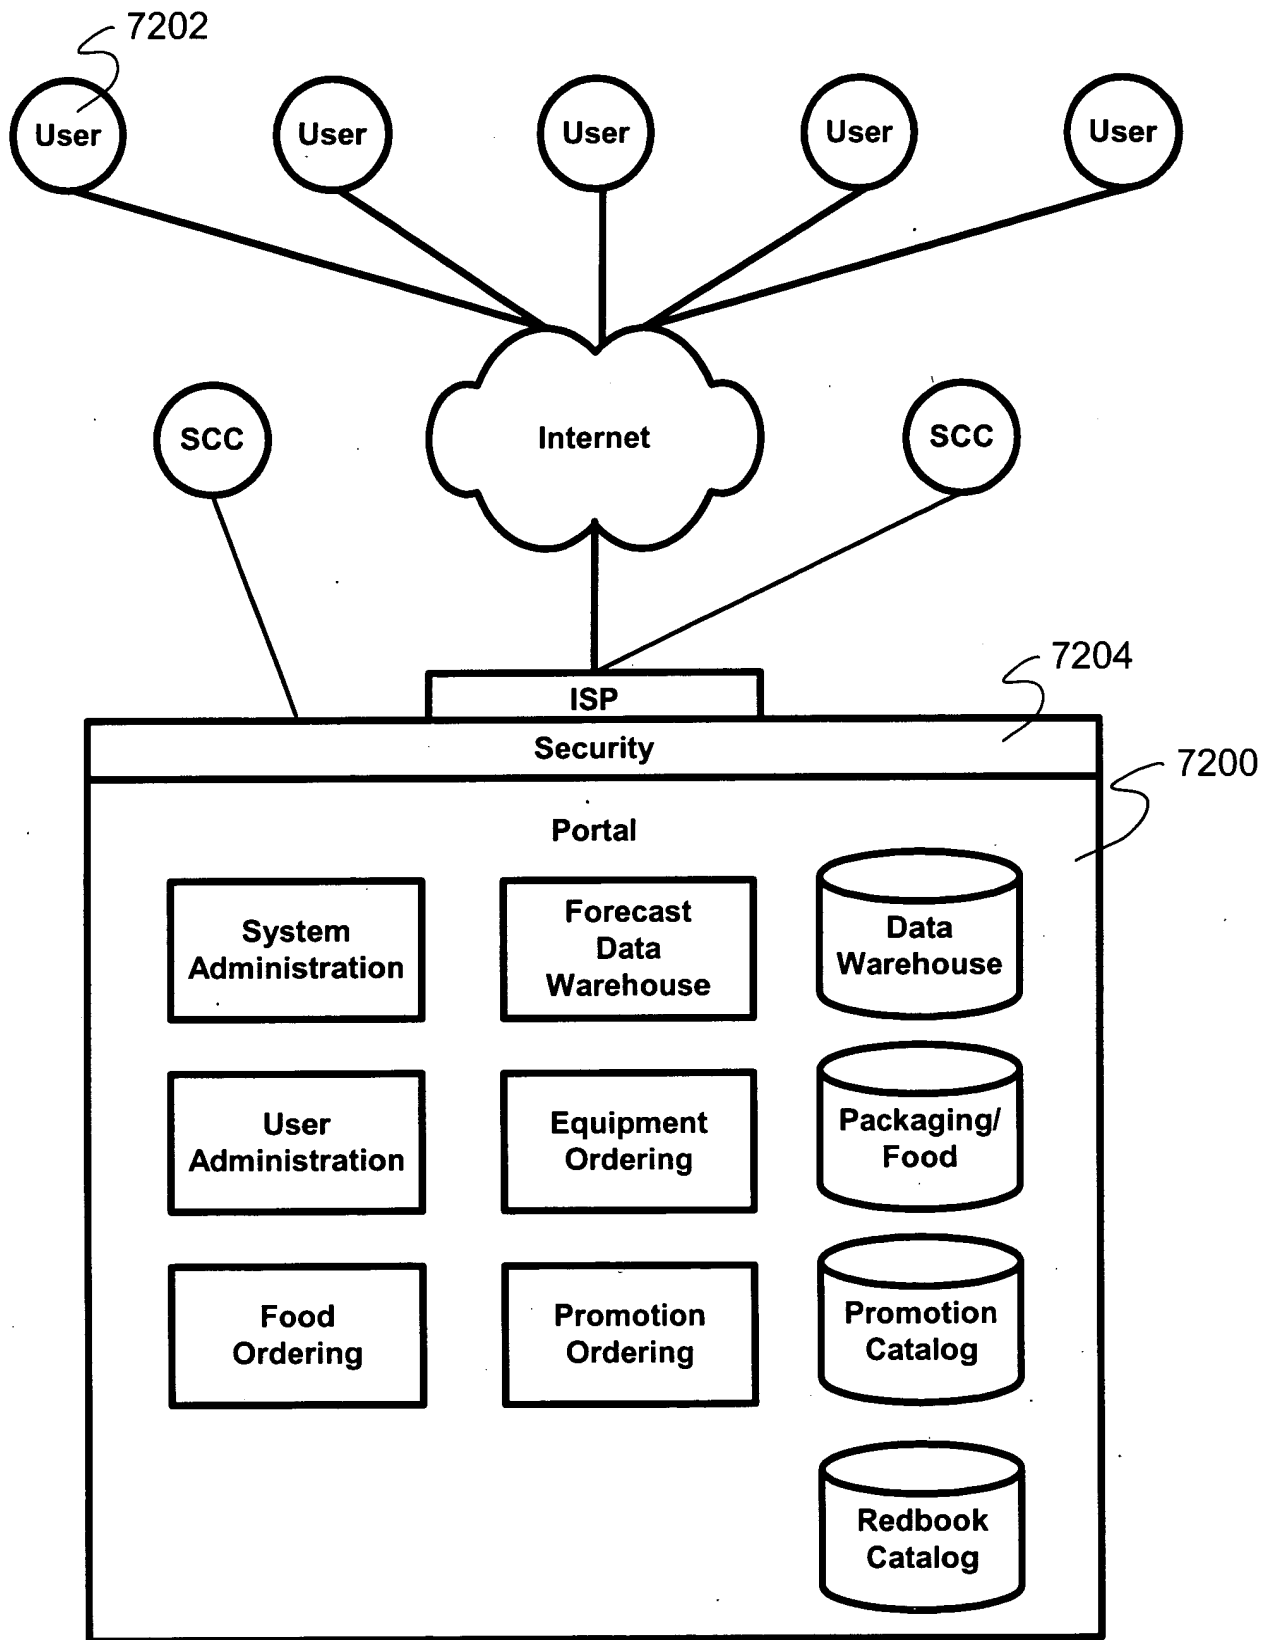 7202
User
User
User
User
User
SCC
Internet
SCC
7204
ISP
Security
7200
Portal
System
Administration
Forecast
Data
Warehouse
Data
Warehouse
User
Administration
Equipment
Ordering
Packaging/
Food
Food
Ordering
Promotion
Ordering
Promotion
Catalog
Redbook
Catalog